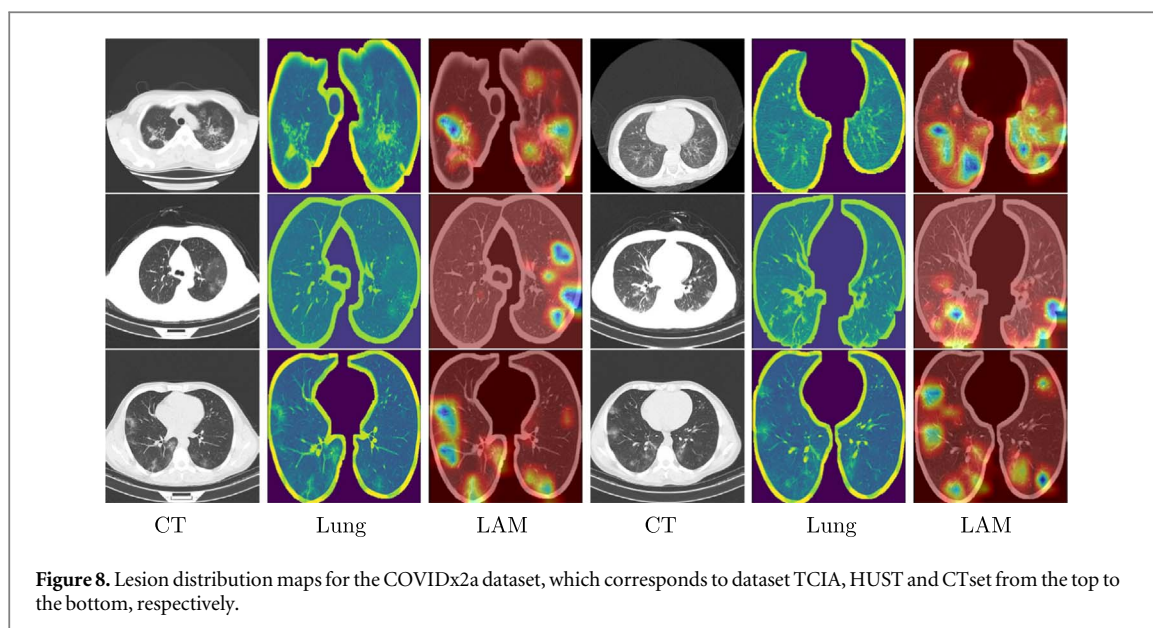 CT Lung LAM CT Lung LAM
Figure 8. Lesion distribution maps for the COVIDx2a dataset, which corresponds to dataset TCIA, HUST and CTset from the top to
the bottom, respectively.